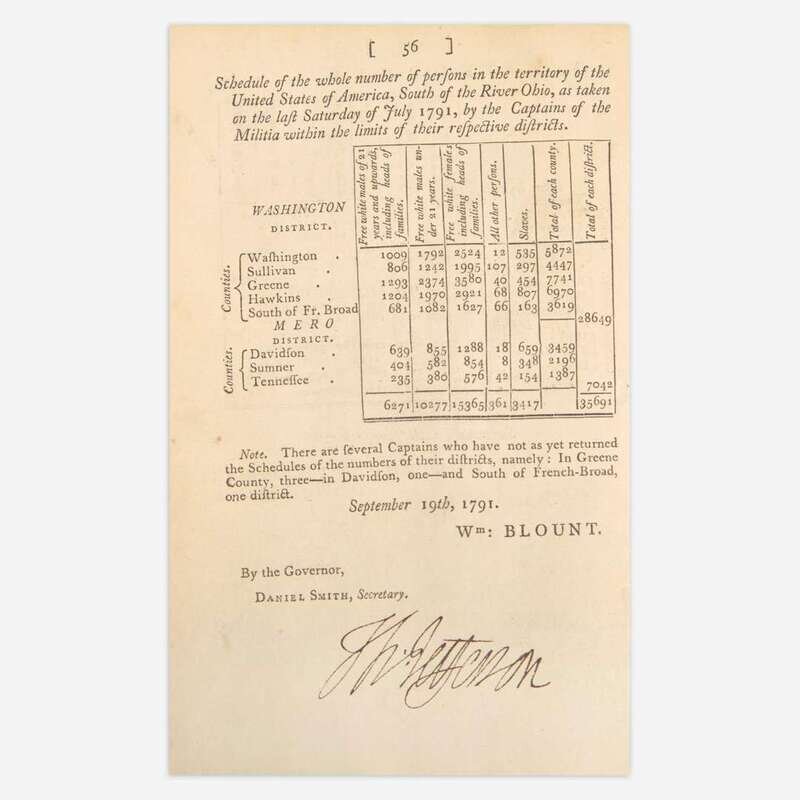 [ 56 ]
Schedule of the whole number of perſons in the territory of the
United States of America, South of the River Ohio, as taken
on the laſt Saturday of July 1791, by the Captains of the
Militia within the limits of their reſpective diſtricts.
WASHINGTON
DISTRICT.
Free white males of 21 years and upwards, including heads of families.
Free white males under 21 years.
Free white females including heads of families.
All other perſons.
Slaves.
Total of each county.
Total of each diſtrict.
Counties.
Waſhington . 1009 1792 2524 12 535 5872
Sullivan . 806 1242 1995 107 297 4447
Greene . 1293 2374 3580 40 454 7741
Hawkins . 1204 1970 2921 68 807 6970
South of Fr. Broad 681 1082 1627 66 163 3619
28649
MERO
DISTRICT.
Counties.
Davidſon . 639 855 1288 18 659 3459
Sumner . 404 582 854 8 348 2196
Tenneſſee . 235 380 576 42 154 1387
7042
6271 10277 15365 361 3417 35691
Note. There are ſeveral Captains who have not as yet returned
the Schedules of the numbers of their diſtricts, namely: In Greene
County, three—in Davidſon, one—and South of French-Broad,
one diſtrict.
September 19th, 1791.
Wm: BLOUNT.
By the Governor,
DANIEL SMITH, Secretary.
Th: Jefferson